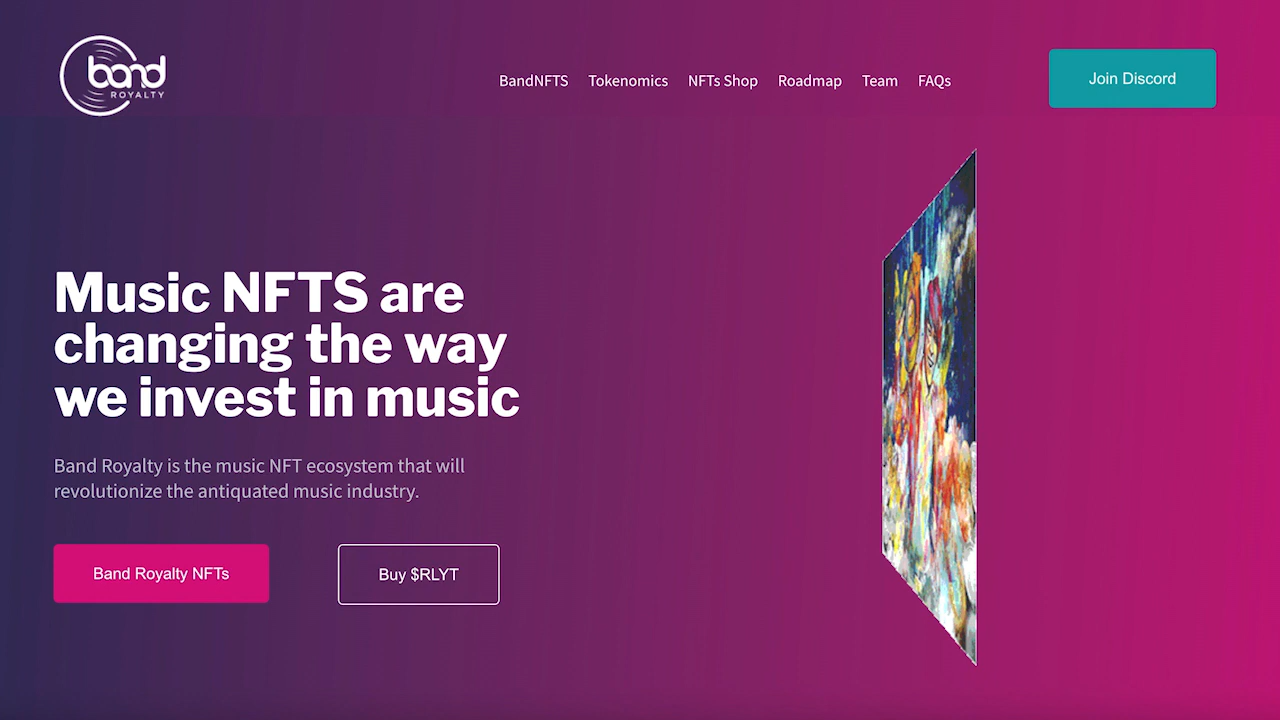 band
ROYALTY
BandNFTS Tokenomics NFTs Shop Roadmap Team FAQs
Join Discord
Music NFTS are
changing the way
we invest in music
Band Royalty is the music NFT ecosystem that will
revolutionize the antiquated music industry.
Band Royalty NFTs
Buy $RLYT